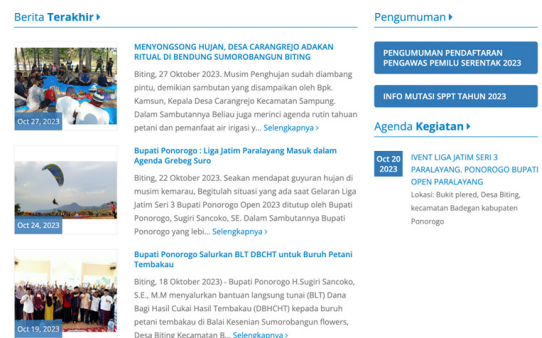 Berita Terakhir
MENYONGSONG HUJAN, DESA CARANGREJO ADAKAN
RITUAL DI BENDUNG SUMOROBANGUN BITING
Biting, 27 Oktober 2023. Musim Penghujan sudah diambang
pintu, demikian sambutan yang disampaikan oleh Bpk.
Kamsun, Kepala Desa Carangrejo Kecamatan Sampung.
Dalam Sambutannya Beliau juga merinci agenda rutin tahuan
petani dan pemanfaat air irigasi y... Selengkapnya
Oct 27, 2023
Bupati Ponorogo : Liga Jatim Paralayang Masuk dalam
Agenda Grebeg Suro
Biting, 22 Oktober 2023. Seakan mendapat guyuran hujan di
musim kemarau, Begitulah situasi yang ada saat Gelaran Liga
Jatim Seri 3 Bupati Ponorogo Open 2023 ditutup oleh Bupati
Ponorogo, Sugiri Sancoko, SE. Dalam Sambutannya Bupati
Ponorogo yang lebi... Selengkapnya
Oct 24, 2023
Bupati Ponorogo Salurkan BLT DBCHT untuk Buruh Petani
Tembakau
Biting, 18 Oktober 2023) - Bupati Ponorogo H.Sugiri Sancoko,
S.E., M.M menyalurkan bantuan langsung tunai (BLT) Dana
Bagi Hasil Cukai Hasil Tembakau (DBHCHT) kepada buruh
petani tembakau di Balai Kesenian Sumorobangun flowers,
Desa Biting Kecamatan B... Selengkapnya
Oct 19, 2023
Pengumuman
PENGUMUMAN PENDAFTARAN
PENGAWAS PEMILU SERENTAK 2023
INFO MUTASI SPPT TAHUN 2023
Agenda Kegiatan
Oct 20
2023
IVENT LIGA JATIM SERI 3
PARALAYANG, PONOROGO BUPATI
OPEN PARALAYANG
Lokasi: Bukit plered, Desa Biting,
kecamatan Badegan kabupaten
Ponorogo